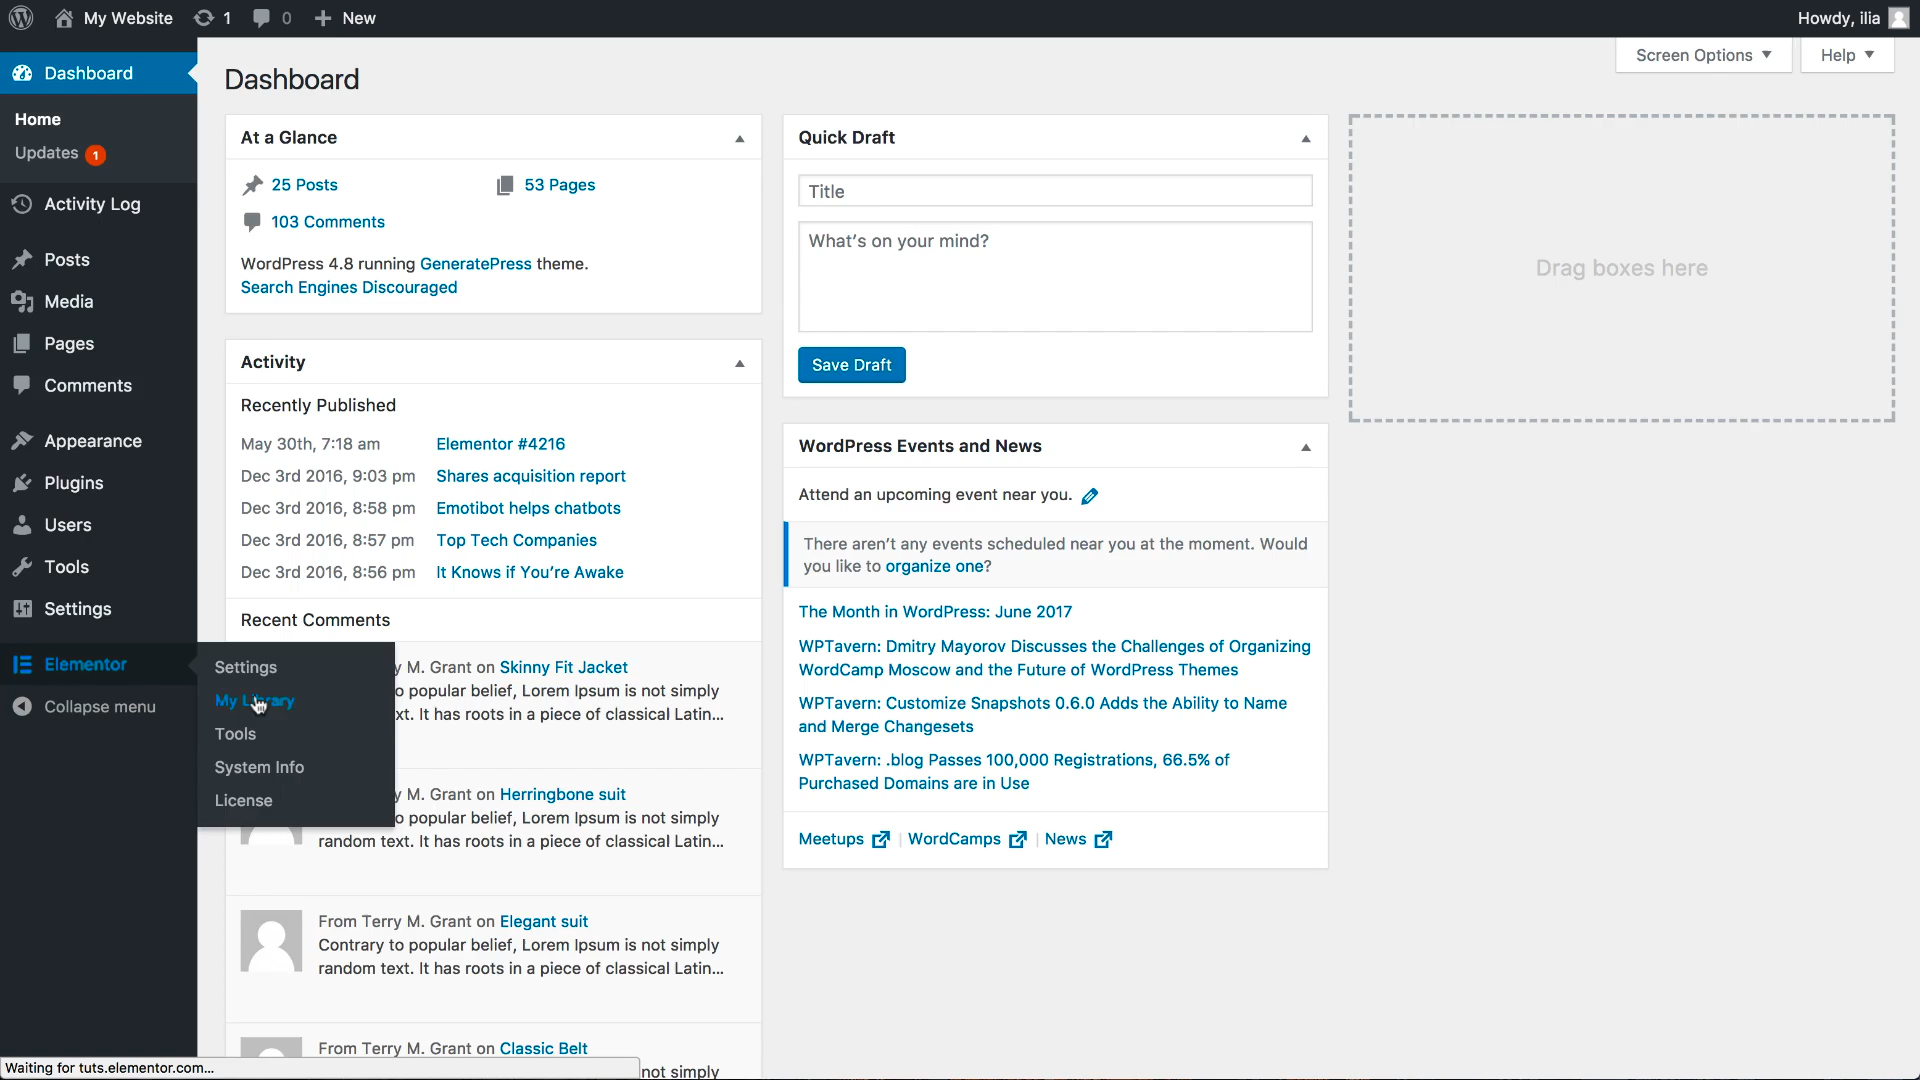 My Website
1
0
New
Howdy, ilia
Dashboard
Home
Updates 1
Activity Log
Posts
Media
Pages
Comments
Appearance
Plugins
Users
Tools
Settings
Elementor
Collapse menu
Settings
My Library
Tools
System Info
License
Screen Options
Help
Dashboard
At a Glance
25 Posts
53 Pages
103 Comments
WordPress 4.8 running GeneratePress theme.
Search Engines Discouraged
Activity
Recently Published
May 30th, 7:18 am Elementor #4216
Dec 3rd 2016, 9:03 pm Shares acquisition report
Dec 3rd 2016, 8:58 pm Emotibot helps chatbots
Dec 3rd 2016, 8:57 pm Top Tech Companies
Dec 3rd 2016, 8:56 pm It Knows if You're Awake
Recent Comments
y M. Grant on Skinny Fit Jacket
o popular belief, Lorem Ipsum is not simply
xt. It has roots in a piece of classical Latin...
y M. Grant on Herringbone suit
o popular belief, Lorem Ipsum is not simply
random text. It has roots in a piece of classical Latin...
From Terry M. Grant on Elegant suit
Contrary to popular belief, Lorem Ipsum is not simply
random text. It has roots in a piece of classical Latin...
From Terry M. Grant on Classic Belt
not simply
Quick Draft
Title
What's on your mind?
Save Draft
WordPress Events and News
Attend an upcoming event near you.
There aren't any events scheduled near you at the moment. Would
you like to organize one?
The Month in WordPress: June 2017
WPTavern: Dmitry Mayorov Discusses the Challenges of Organizing
WordCamp Moscow and the Future of WordPress Themes
WPTavern: Customize Snapshots 0.6.0 Adds the Ability to Name
and Merge Changesets
WPTavern: .blog Passes 100,000 Registrations, 66.5% of
Purchased Domains are in Use
Meetups | WordCamps | News
Drag boxes here
Waiting for tuts.elementor.com...